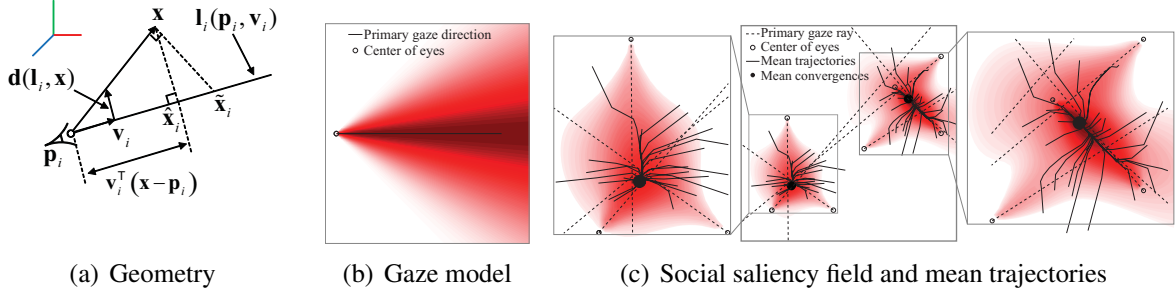 x
l_i(p_i, v_i)
d(l_i, x)
x̂_i
x̃_i
v_i
p_i
v_i^T(x−p_i)
(a) Geometry
Primary gaze direction
Center of eyes
(b) Gaze model
Primary gaze ray
Center of eyes
Mean trajectories
Mean convergences
(c) Social saliency field and mean trajectories